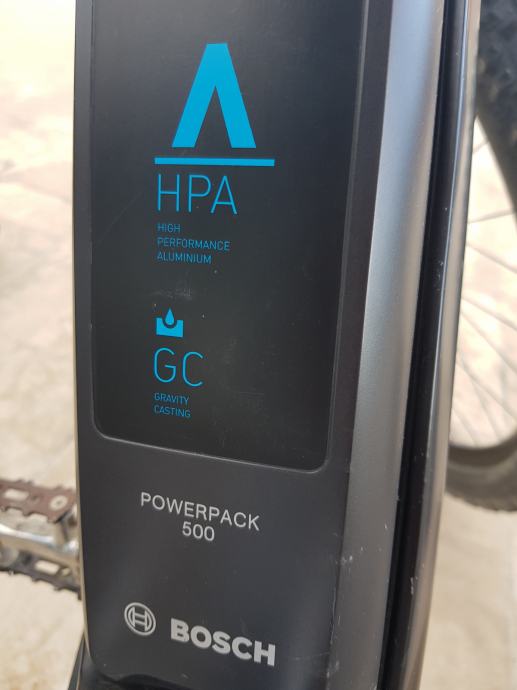 HPA
HIGH
PERFORMANCE
ALUMINIUM
GC
GRAVITY
CASTING
POWERPACK
500
BOSCH